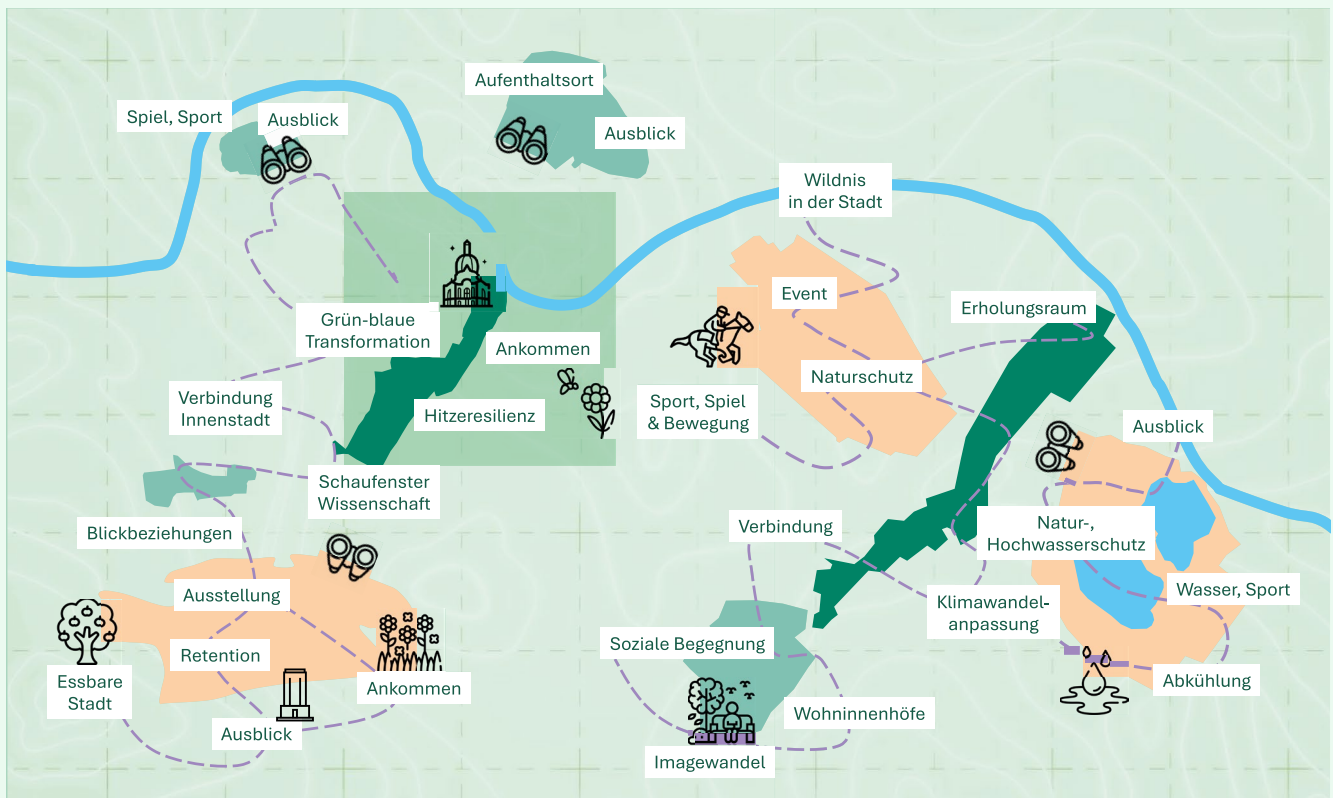 Aufenthaltsort
Spiel, Sport
Ausblick
Ausblick
Wildnis
in der Stadt
Event
Erholungsraum
Grün-blaue
Transformation
Ankommen
Naturschutz
Verbindung
Innenstadt
Hitzeresilienz
Sport, Spiel
& Bewegung
Ausblick
Schaufenster
Wissenschaft
Blickbeziehungen
Verbindung
Natur-,
Hochwasserschutz
Ausstellung
Wasser, Sport
Klimawandel-
anpassung
Retention
Soziale Begegnung
Essbare
Stadt
Ankommen
Abkühlung
Ausblick
Wohninnenhöfe
Imagewandel